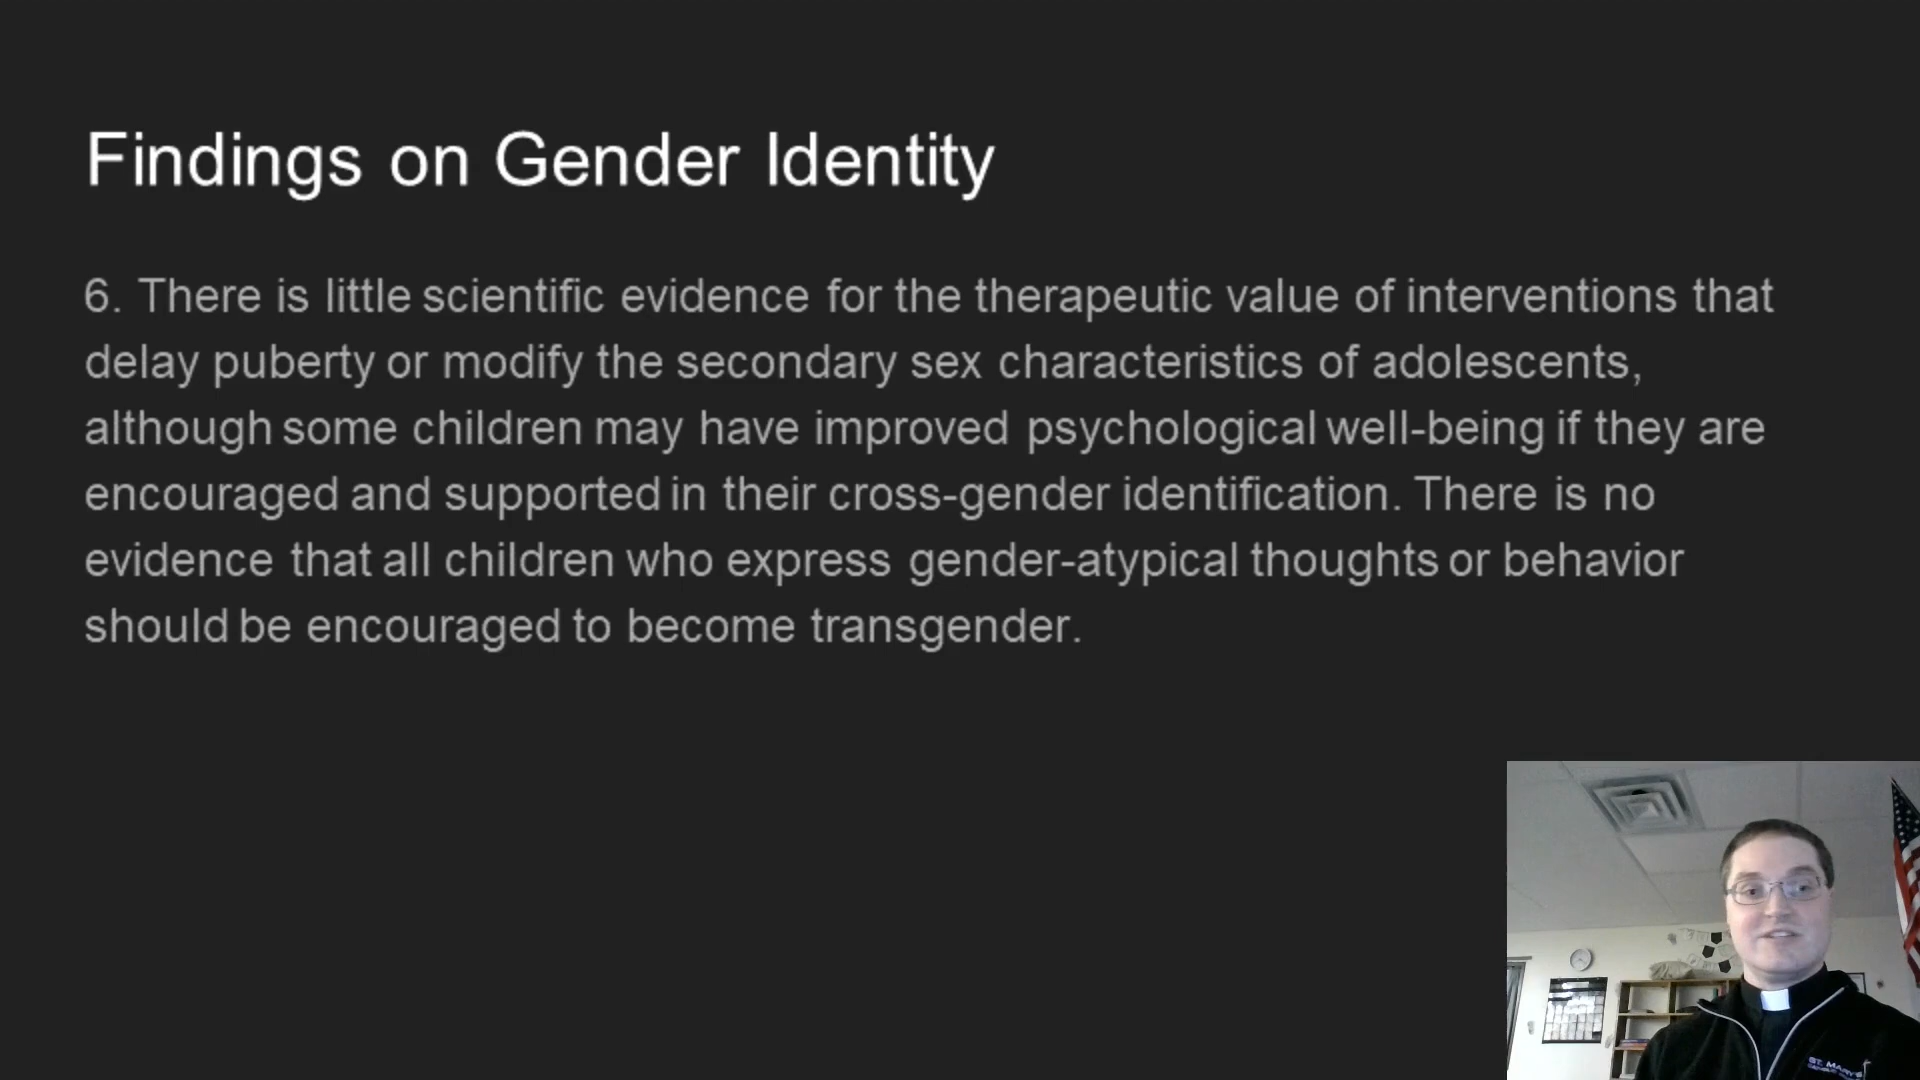 Findings on Gender Identity
6. There is little scientific evidence for the therapeutic value of interventions that
delay puberty or modify the secondary sex characteristics of adolescents,
although some children may have improved psychological well-being if they are
encouraged and supported in their cross-gender identification. There is no
evidence that all children who express gender-atypical thoughts or behavior
should be encouraged to become transgender.
ST. MARY'S